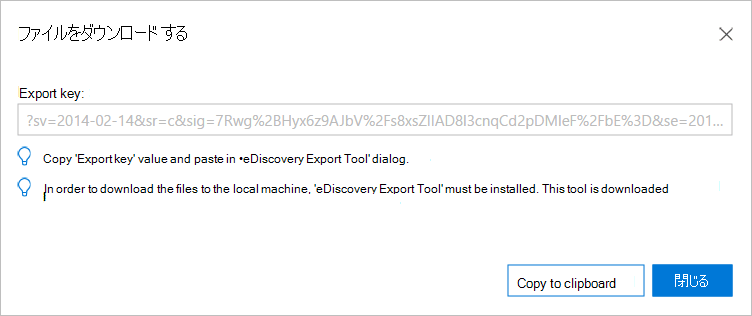 ファイルをダウンロード する
Export key:
?sv=2014-02-14&sr=c&sig=7Rwg%2BHyx6z9AJbV%2Fs8xsZIIAD8I3cnqCd2pDMIeF%2FbE%3D&se=201...
Copy 'Export key' value and paste in •eDiscovery Export Tool' dialog.
In order to download the files to the local machine, 'eDiscovery Export Tool' must be installed. This tool is downloaded
Copy to clipboard
閉じる